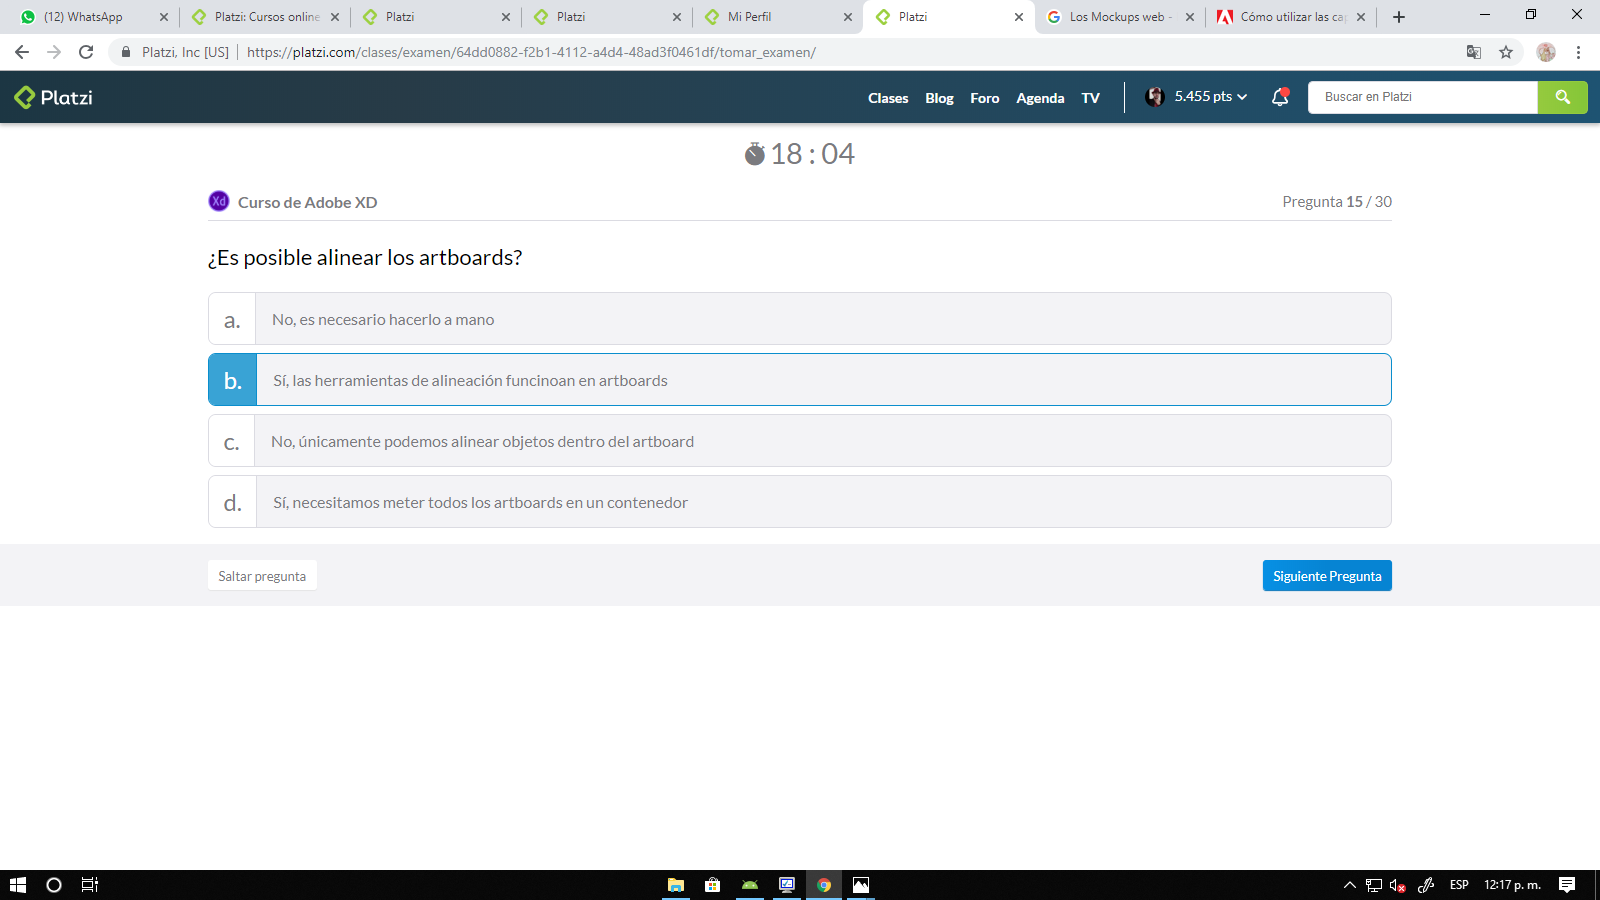 (12) WhatsApp
Platzi: Cursos online
Platzi
Platzi
Mi Perfil
Platzi
Los Mockups web -
Cómo utilizar las cap
Platzi, Inc [US]
https://platzi.com/clases/examen/64dd0882-f2b1-4112-a4d4-48ad3f0461df/tomar_examen/
Platzi
Clases
Blog
Foro
Agenda
TV
5.455 pts
Buscar en Platzi
18 : 04
Xd
Curso de Adobe XD
Pregunta 15 / 30
¿Es posible alinear los artboards?
a. No, es necesario hacerlo a mano
b. Sí, las herramientas de alineación funcinoan en artboards
c. No, únicamente podemos alinear objetos dentro del artboard
d. Sí, necesitamos meter todos los artboards en un contenedor
Saltar pregunta
Siguiente Pregunta
ESP
12:17 p. m.